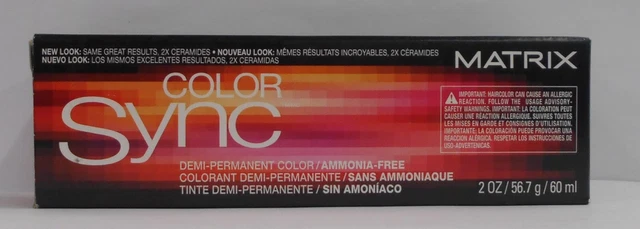 NEW LOOK: SAME GREAT RESULTS, 2X CERAMIDES • NOUVEAU LOOK: MÊMES RÉSULTATS INCROYABLES, 2X CÉRAMIDES
NUEVO LOOK: LOS MISMOS EXCELENTES RESULTADOS, 2X CERAMIDAS
MATRIX
COLOR
Sync
IMPORTANT: HAIRCOLOR CAN CAUSE AN ALLERGIC
REACTION. FOLLOW THE USAGE ADVISORY-
SAFETY WARNINGS. IMPORTANT: LA COLORATION PEUT
CAUSER UNE RÉACTION ALLERGIQUE. SUIVRE TOUTES
LES MISES EN GARDE ET CONSIGNES D'UTILISATION.
IMPORTANTE: LA COLORACIÓN PUEDE PROVOCAR UNA
REACCIÓN ALÉRGICA. RESPETAR LOS INSTRUCCIONES DE
USO-ADVERTENCIAS.
DEMI-PERMANENT COLOR/AMMONIA-FREE
COLORANT DEMI-PERMANENTE/SANS AMMONIAQUE
TINTE DEMI-PERMANENTE/SIN AMONÍACO
2 OZ/56.7 g/60 ml